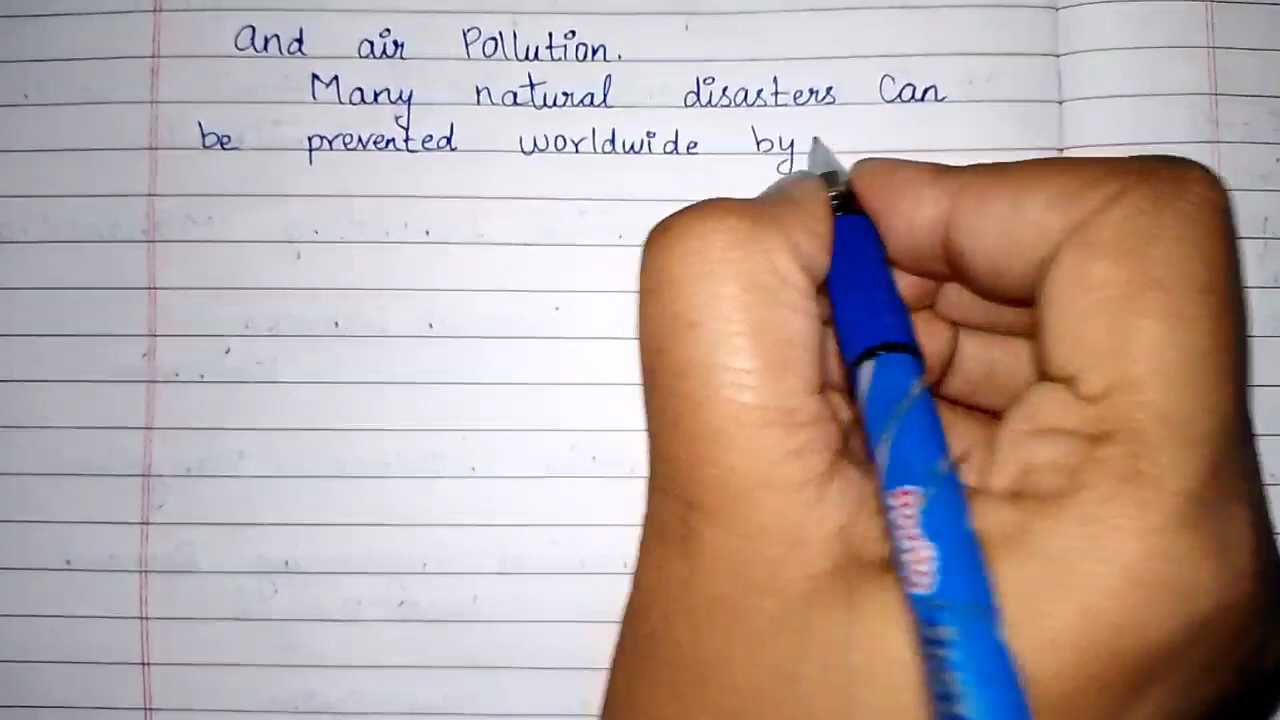 and air Pollution.
Many natural disasters Can
be prevented worldwide by